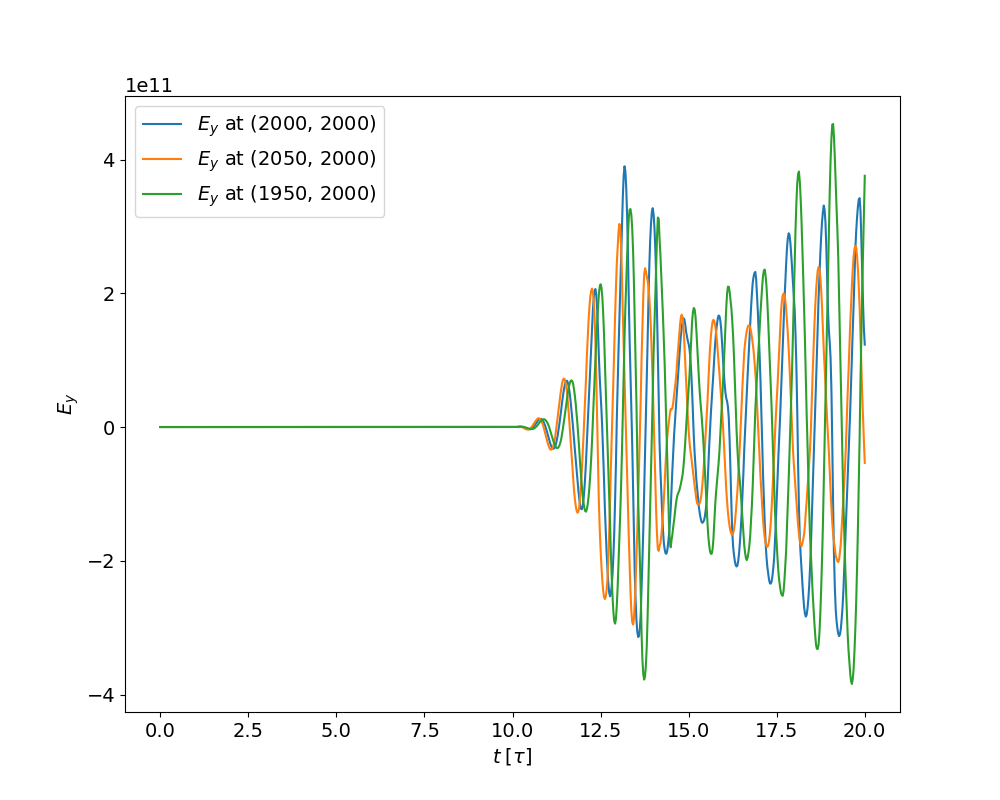 1e11
E_y at (2000, 2000)
E_y at (2050, 2000)
E_y at (1950, 2000)
4
2
0
−2
−4
E_y
0.0 2.5 5.0 7.5 10.0 12.5 15.0 17.5 20.0
t [τ]